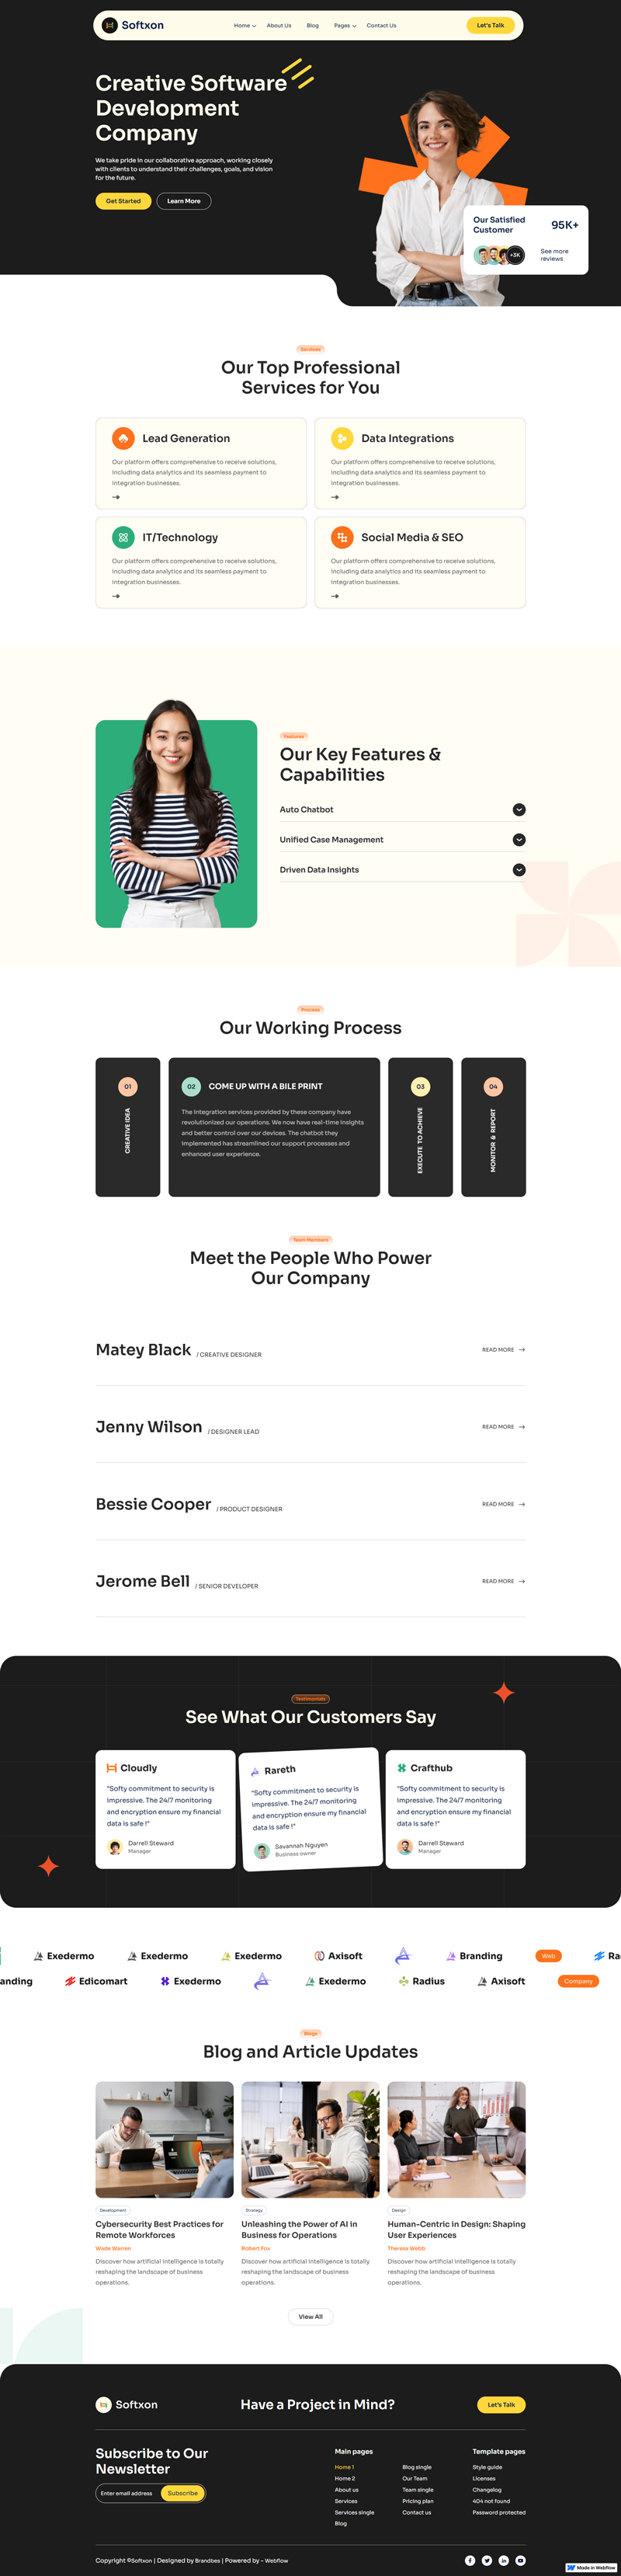 Softxon
Home
About Us
Blog
Pages
Contact Us
Let's Talk
Creative Software
Development
Company
We take pride in our collaborative approach, working closely
with clients to understand their challenges, goals, and vision
for the future.
Get Started
Learn More
Our Satisfied
Customer
95K+
+3K
See more
reviews
Services
Our Top Professional
Services for You
Lead Generation
Our platform offers comprehensive to receive solutions,
including data analytics and its seamless payment to
integration businesses.
Data Integrations
Our platform offers comprehensive to receive solutions,
including data analytics and its seamless payment to
integration businesses.
IT/Technology
Our platform offers comprehensive to receive solutions,
including data analytics and its seamless payment to
integration businesses.
Social Media & SEO
Our platform offers comprehensive to receive solutions,
including data analytics and its seamless payment to
integration businesses.
Features
Our Key Features &
Capabilities
Auto Chatbot
Unified Case Management
Driven Data Insights
Process
Our Working Process
01
CREATIVE IDEA
02
COME UP WITH A BILE PRINT
The integration services provided by these company have
revolutionized our operations. We now have real-time insights
and better control over our devices. The chatbot they
implemented has streamlined our support processes and
enhanced user experience.
03
EXECUTE TO ACHIEVE
04
MONITOR & REPORT
Team Members
Meet the People Who Power
Our Company
Matey Black / CREATIVE DESIGNER
READ MORE
Jenny Wilson / DESIGNER LEAD
READ MORE
Bessie Cooper / PRODUCT DESIGNER
READ MORE
Jerome Bell / SENIOR DEVELOPER
READ MORE
Testimonials
See What Our Customers Say
Cloudly
"Softy commitment to security is
impressive. The 24/7 monitoring
and encryption ensure my financial
data is safe !"
Darrell Steward
Manager
Rareth
"Softy commitment to security is
impressive. The 24/7 monitoring
and encryption ensure my financial
data is safe !"
Savannah Nguyen
Business owner
Crafthub
"Softy commitment to security is
impressive. The 24/7 monitoring
and encryption ensure my financial
data is safe !"
Darrell Steward
Manager
Exedermo
Exedermo
Exedermo
Axisoft
Branding
Web
Ra
anding
Edicomart
Exedermo
Exedermo
Radius
Axisoft
Company
Blogs
Blog and Article Updates
Development
Cybersecurity Best Practices for
Remote Workforces
Wade Warren
Discover how artificial intelligence is totally
reshaping the landscape of business
operations.
Strategy
Unleashing the Power of AI in
Business for Operations
Robert Fox
Discover how artificial intelligence is totally
reshaping the landscape of business
operations.
Design
Human-Centric in Design: Shaping
User Experiences
Theresa Webb
Discover how artificial intelligence is totally
reshaping the landscape of business
operations.
View All
Softxon
Have a Project in Mind?
Let's Talk
Subscribe to Our
Newsletter
Enter email address
Subscribe
Main pages
Home 1
Home 2
About us
Services
Services single
Blog
Blog single
Our Team
Team single
Pricing plan
Contact us
Template pages
Style guide
Licenses
Changelog
404 not found
Password protected
Copyright ©Softxon | Designed by Brandbes | Powered by - Webflow
Made in Webflow